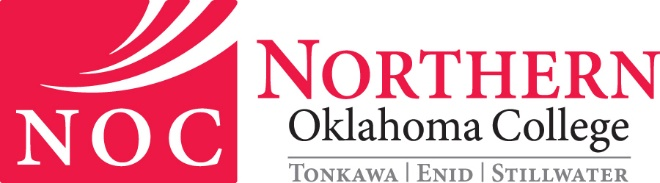 NOC
NORTHERN
Oklahoma College
TONKAWA | ENID | STILLWATER